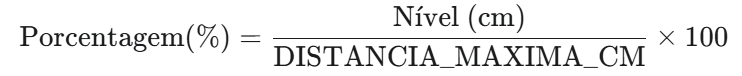 Porcentagem(%) = Nível (cm) / DISTANCIA_MAXIMA_CM × 100